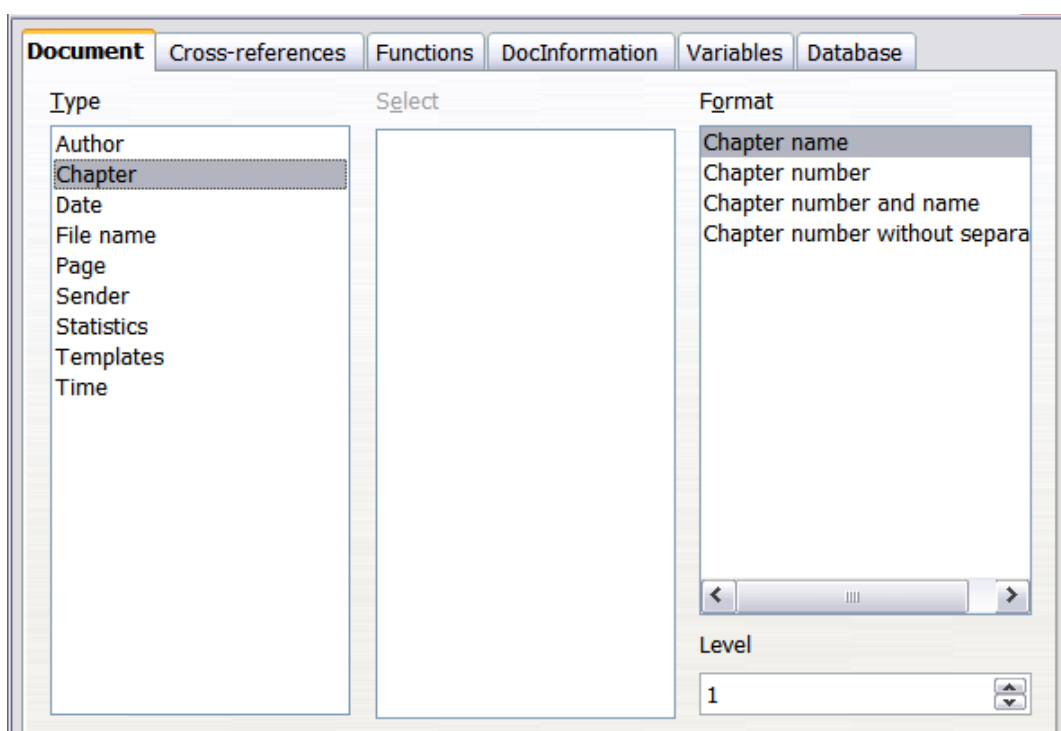 Document Cross-references Functions DocInformation Variables Database
Type
Author
Chapter
Date
File name
Page
Sender
Statistics
Templates
Time
Select
Format
Chapter name
Chapter number
Chapter number and name
Chapter number without separa
Level
1